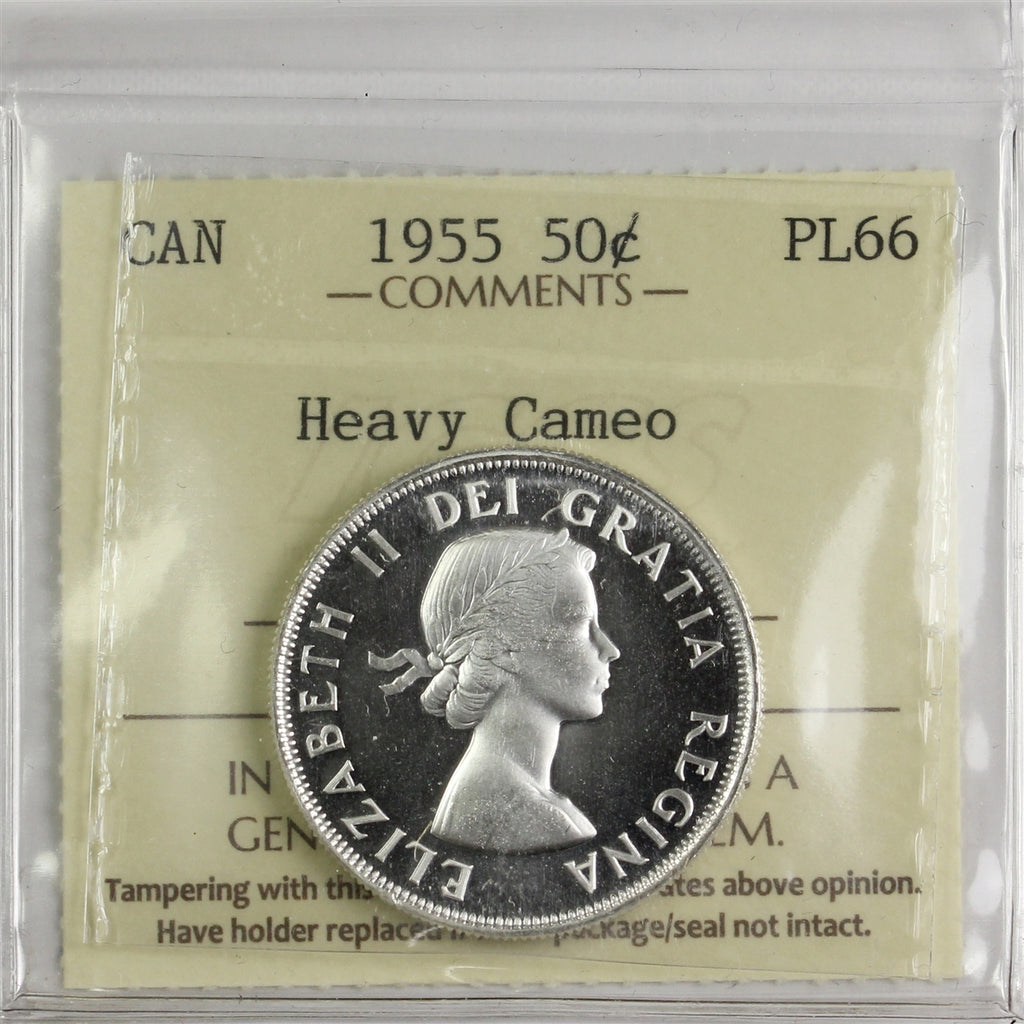 CAN 1955 50¢ PL66
COMMENTS
Heavy Cameo
ELIZABETH II DEI GRATIA REGINA
IN A
GEN EM.
Tampering with this ates above opinion.
Have holder replaced package/seal not intact.